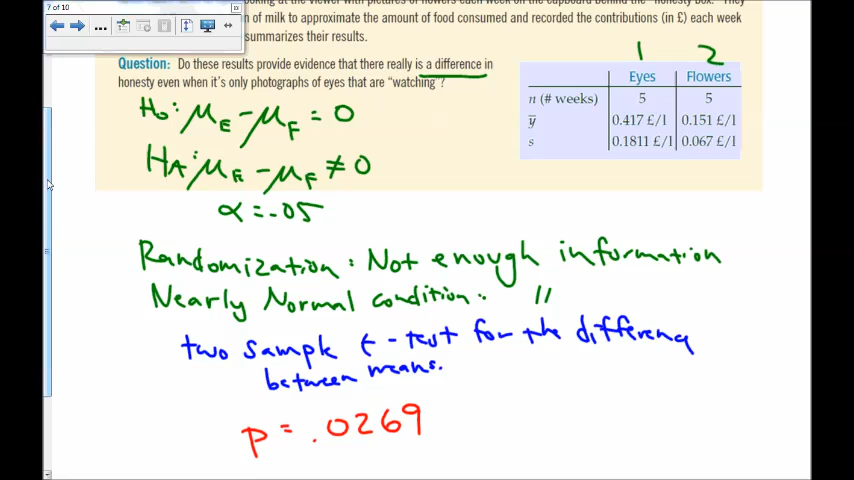 7 of 10
looking at the viewer with pictures of flowers each week on the cupboard behind the "honesty box." They
n of milk to approximate the amount of food consumed and recorded the contributions (in £) each week
summarizes their results.
Question: Do these results provide evidence that there really is a difference in
honesty even when it's only photographs of eyes that are "watching"?
1 2
Eyes Flowers
n (# weeks) 5 5
ȳ 0.417 £/l 0.151 £/l
s 0.1811 £/l 0.067 £/l
H₀: μE - μF = 0
HA: μE - μF ≠ 0
α = .05
Randomization: Not enough information
Nearly Normal condition: "
two sample t-test for the difference
between means.
p = .0269